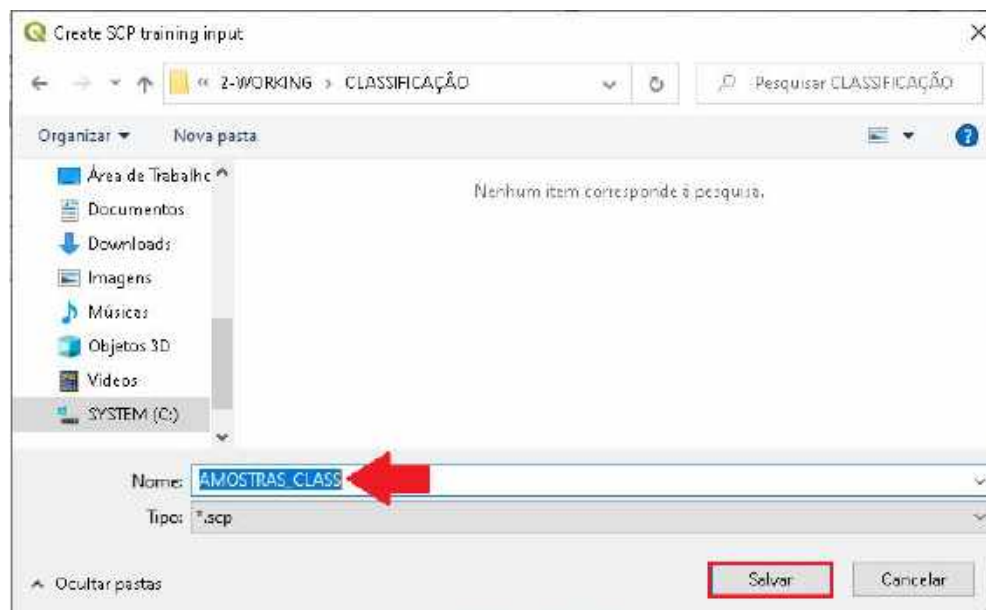 Create SCP training input
« 2-WORKING › CLASSIFICAÇÃO
Pesquisar CLASSIFICAÇÃO
Organizar
Nova pasta
Área de Trabalho
Nenhum item corresponde à pesquisa.
Documentos
Downloads
Imagens
Músicas
Objetos 3D
Vídeos
SYSTEM (C:)
Nome: AMOSTRAS_CLASS
Tipo: *.scp
Ocultar pastas
Salvar
Cancelar